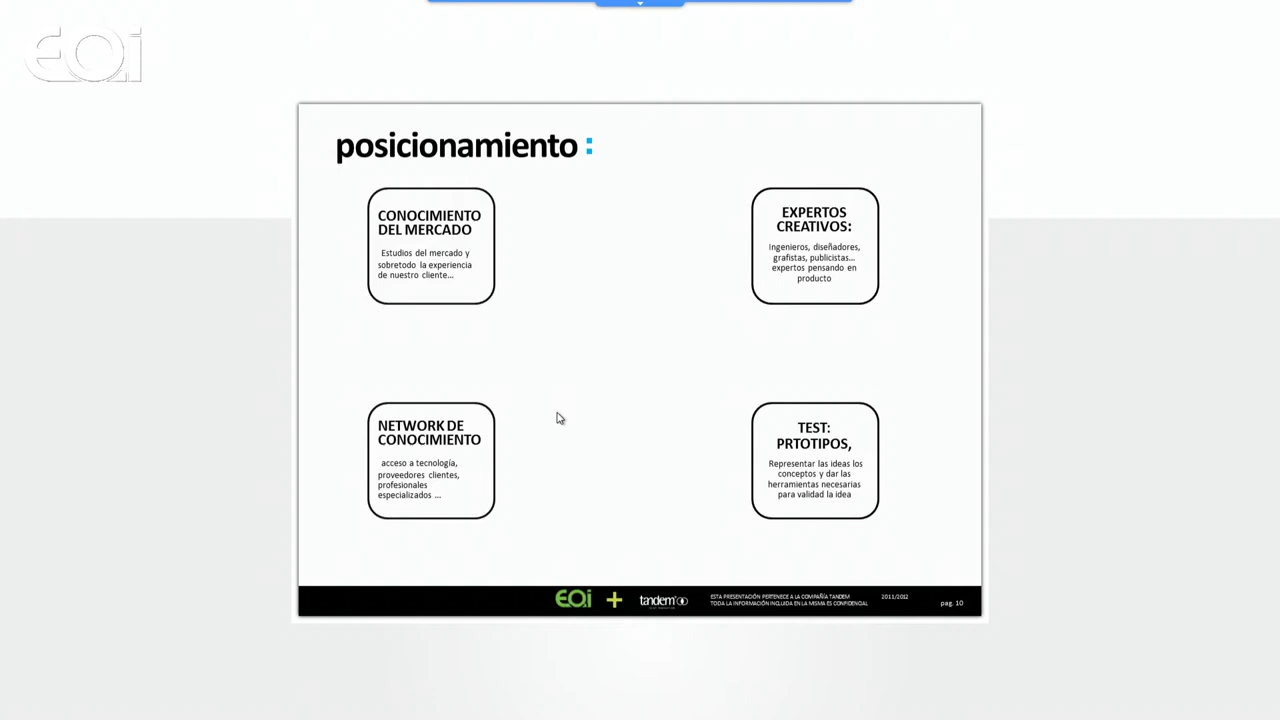 EOi
posicionamiento :
CONOCIMIENTO
DEL MERCADO
Estudios del mercado y
sobretodo la experiencia
de nuestro cliente...
EXPERTOS
CREATIVOS:
Ingenieros, diseñadores,
grafistas, publicistas...
expertos pensando en
producto
NETWORK DE
CONOCIMIENTO
acceso a tecnología,
proveedores clientes,
profesionales
especializados ...
TEST:
PRTOTIPOS,
Representar las ideas los
conceptos y dar las
herramientas necesarias
para validad la idea
EOi + tandem
ESTA PRESENTACIÓN PERTENECE A LA COMPAÑÍA TANDEM
TODA LA INFORMACIÓN INCLUIDA EN LA MISMA ES CONFIDENCIAL
2011/2012
pag. 10